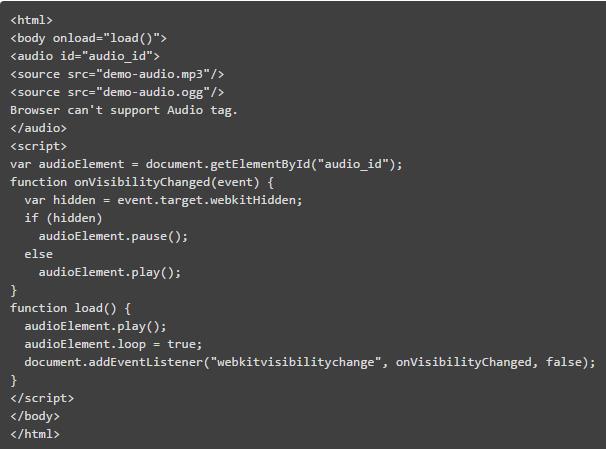 <html>
<body onload="load()">
<audio id="audio_id">
<source src="demo-audio.mp3"/>
<source src="demo-audio.ogg"/>
Browser can't support Audio tag.
</audio>
<script>
var audioElement = document.getElementById("audio_id");
function onVisibilityChanged(event) {
  var hidden = event.target.webkitHidden;
  if (hidden)
    audioElement.pause();
  else
    audioElement.play();
}
function load() {
  audioElement.play();
  audioElement.loop = true;
  document.addEventListener("webkitvisibilitychange", onVisibilityChanged, false);
}
</script>
</body>
</html>